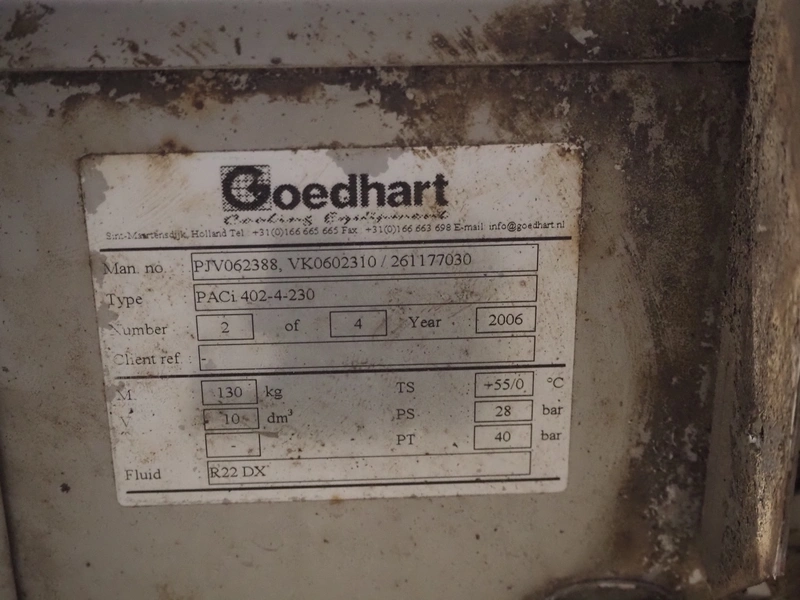 Goedhart
Cooling Equipment
Sint-Maartensdijk, Holland Tel : +31(0)166 665 665 Fax : +31(0)166 663 698 E-mail info@goedhart.nl
Man. no. PJV062388, VK0602310 / 261177030
Type PACi 402-4-230
Number 2 of 4 Year : 2006
Client ref. : -
M 130 kg TS +55/0 °C
V 10 dm³ PS 28 bar
- PT 40 bar
Fluid R22 DX